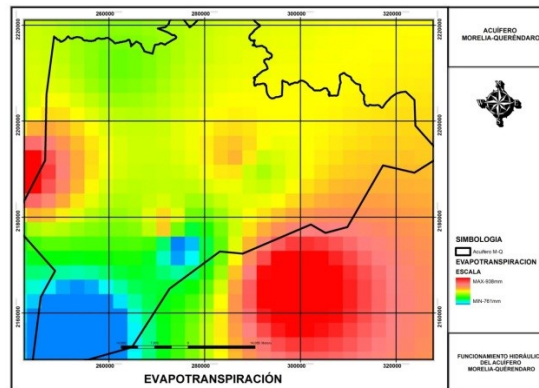 260000 280000 300000 320000
2220000
2200000
2180000
2160000
260000 280000 300000 320000
EVAPOTRANSPIRACIÓN
ACUÍFERO
MORELIA-QUERÉNDARO
SIMBOLOGIA
Acuifero M-Q
EVAPOTRANSPIRACION
ESCALA
MAX-938mm
MIN-761mm
FUNCIONAMIENTO HIDRÁULICO
DEL ACUÍFERO
MORELIA-QUERÉNDARO